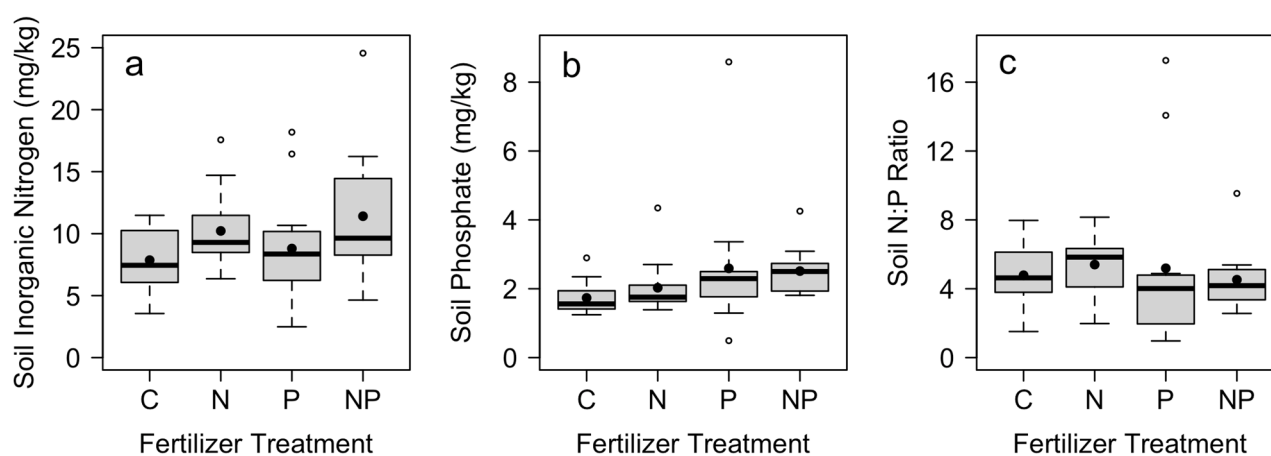 a
Soil Inorganic Nitrogen (mg/kg)
25
20
15
10
5
0
C N P NP
Fertilizer Treatment
b
Soil Phosphate (mg/kg)
8
6
4
2
0
C N P NP
Fertilizer Treatment
c
Soil N:P Ratio
16
12
8
4
0
C N P NP
Fertilizer Treatment